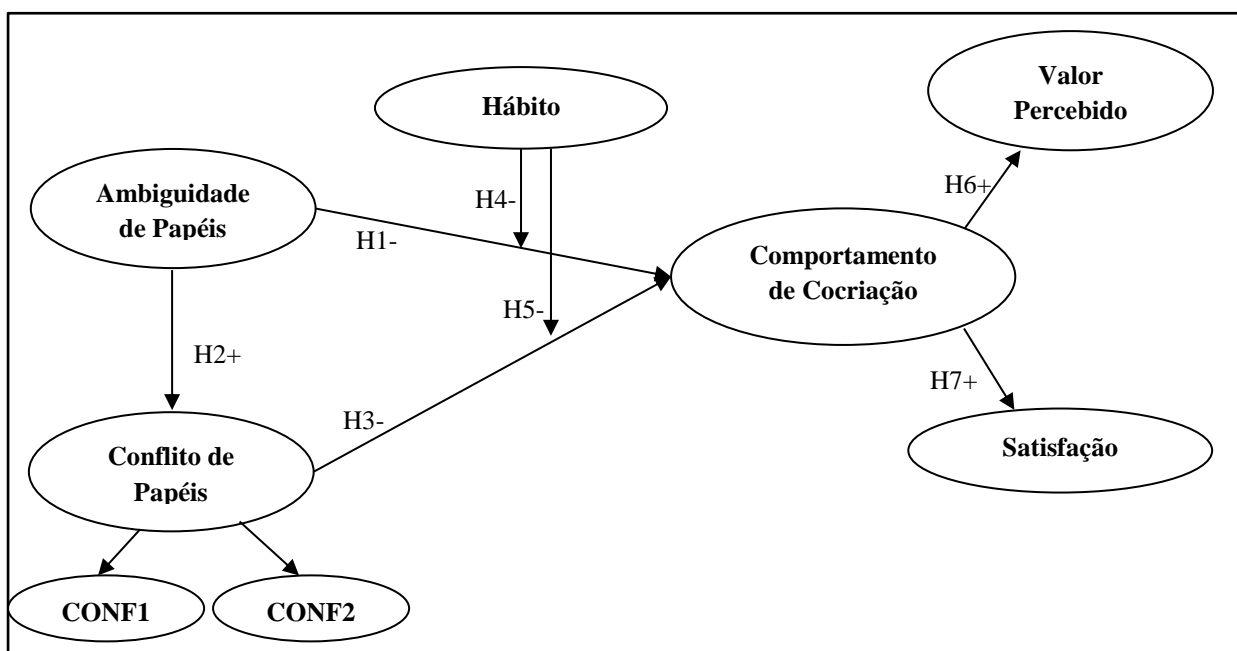 Valor
Percebido
Hábito
H6+
Ambiguidade
de Papéis
H4-
H1-
Comportamento
de Cocriação
H5-
H2+
H7+
H3-
Satisfação
Conflito de
Papéis
CONF1
CONF2